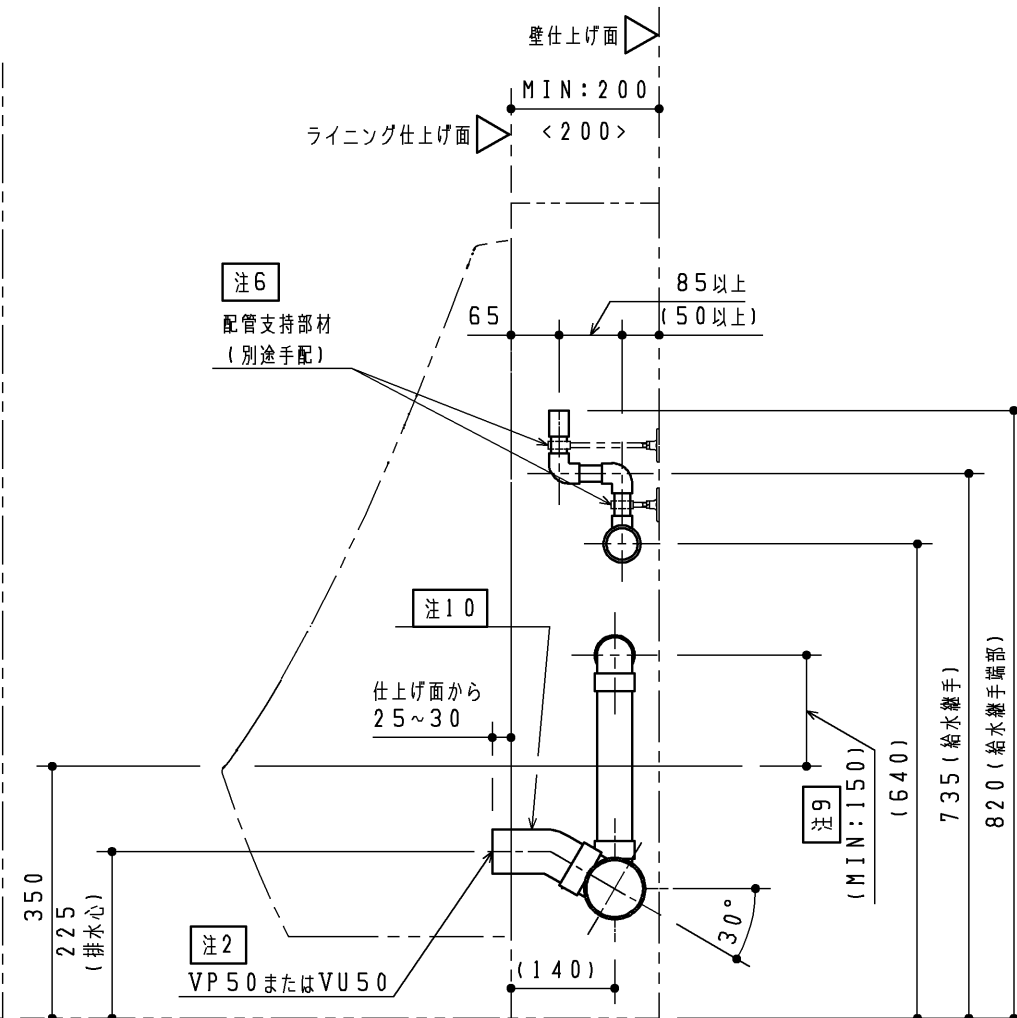 壁仕上げ面
MIN:200
<200>
ライニング仕上げ面
注6
配管支持部材
(別途手配)
65
85以上
(50以上)
注10
仕上げ面から
25~30
注9
(MIN:150)
(640)
735(給水継手)
820(給水継手端部)
350
225
(排水心)
注2
VP50またはVU50
(140)
30°